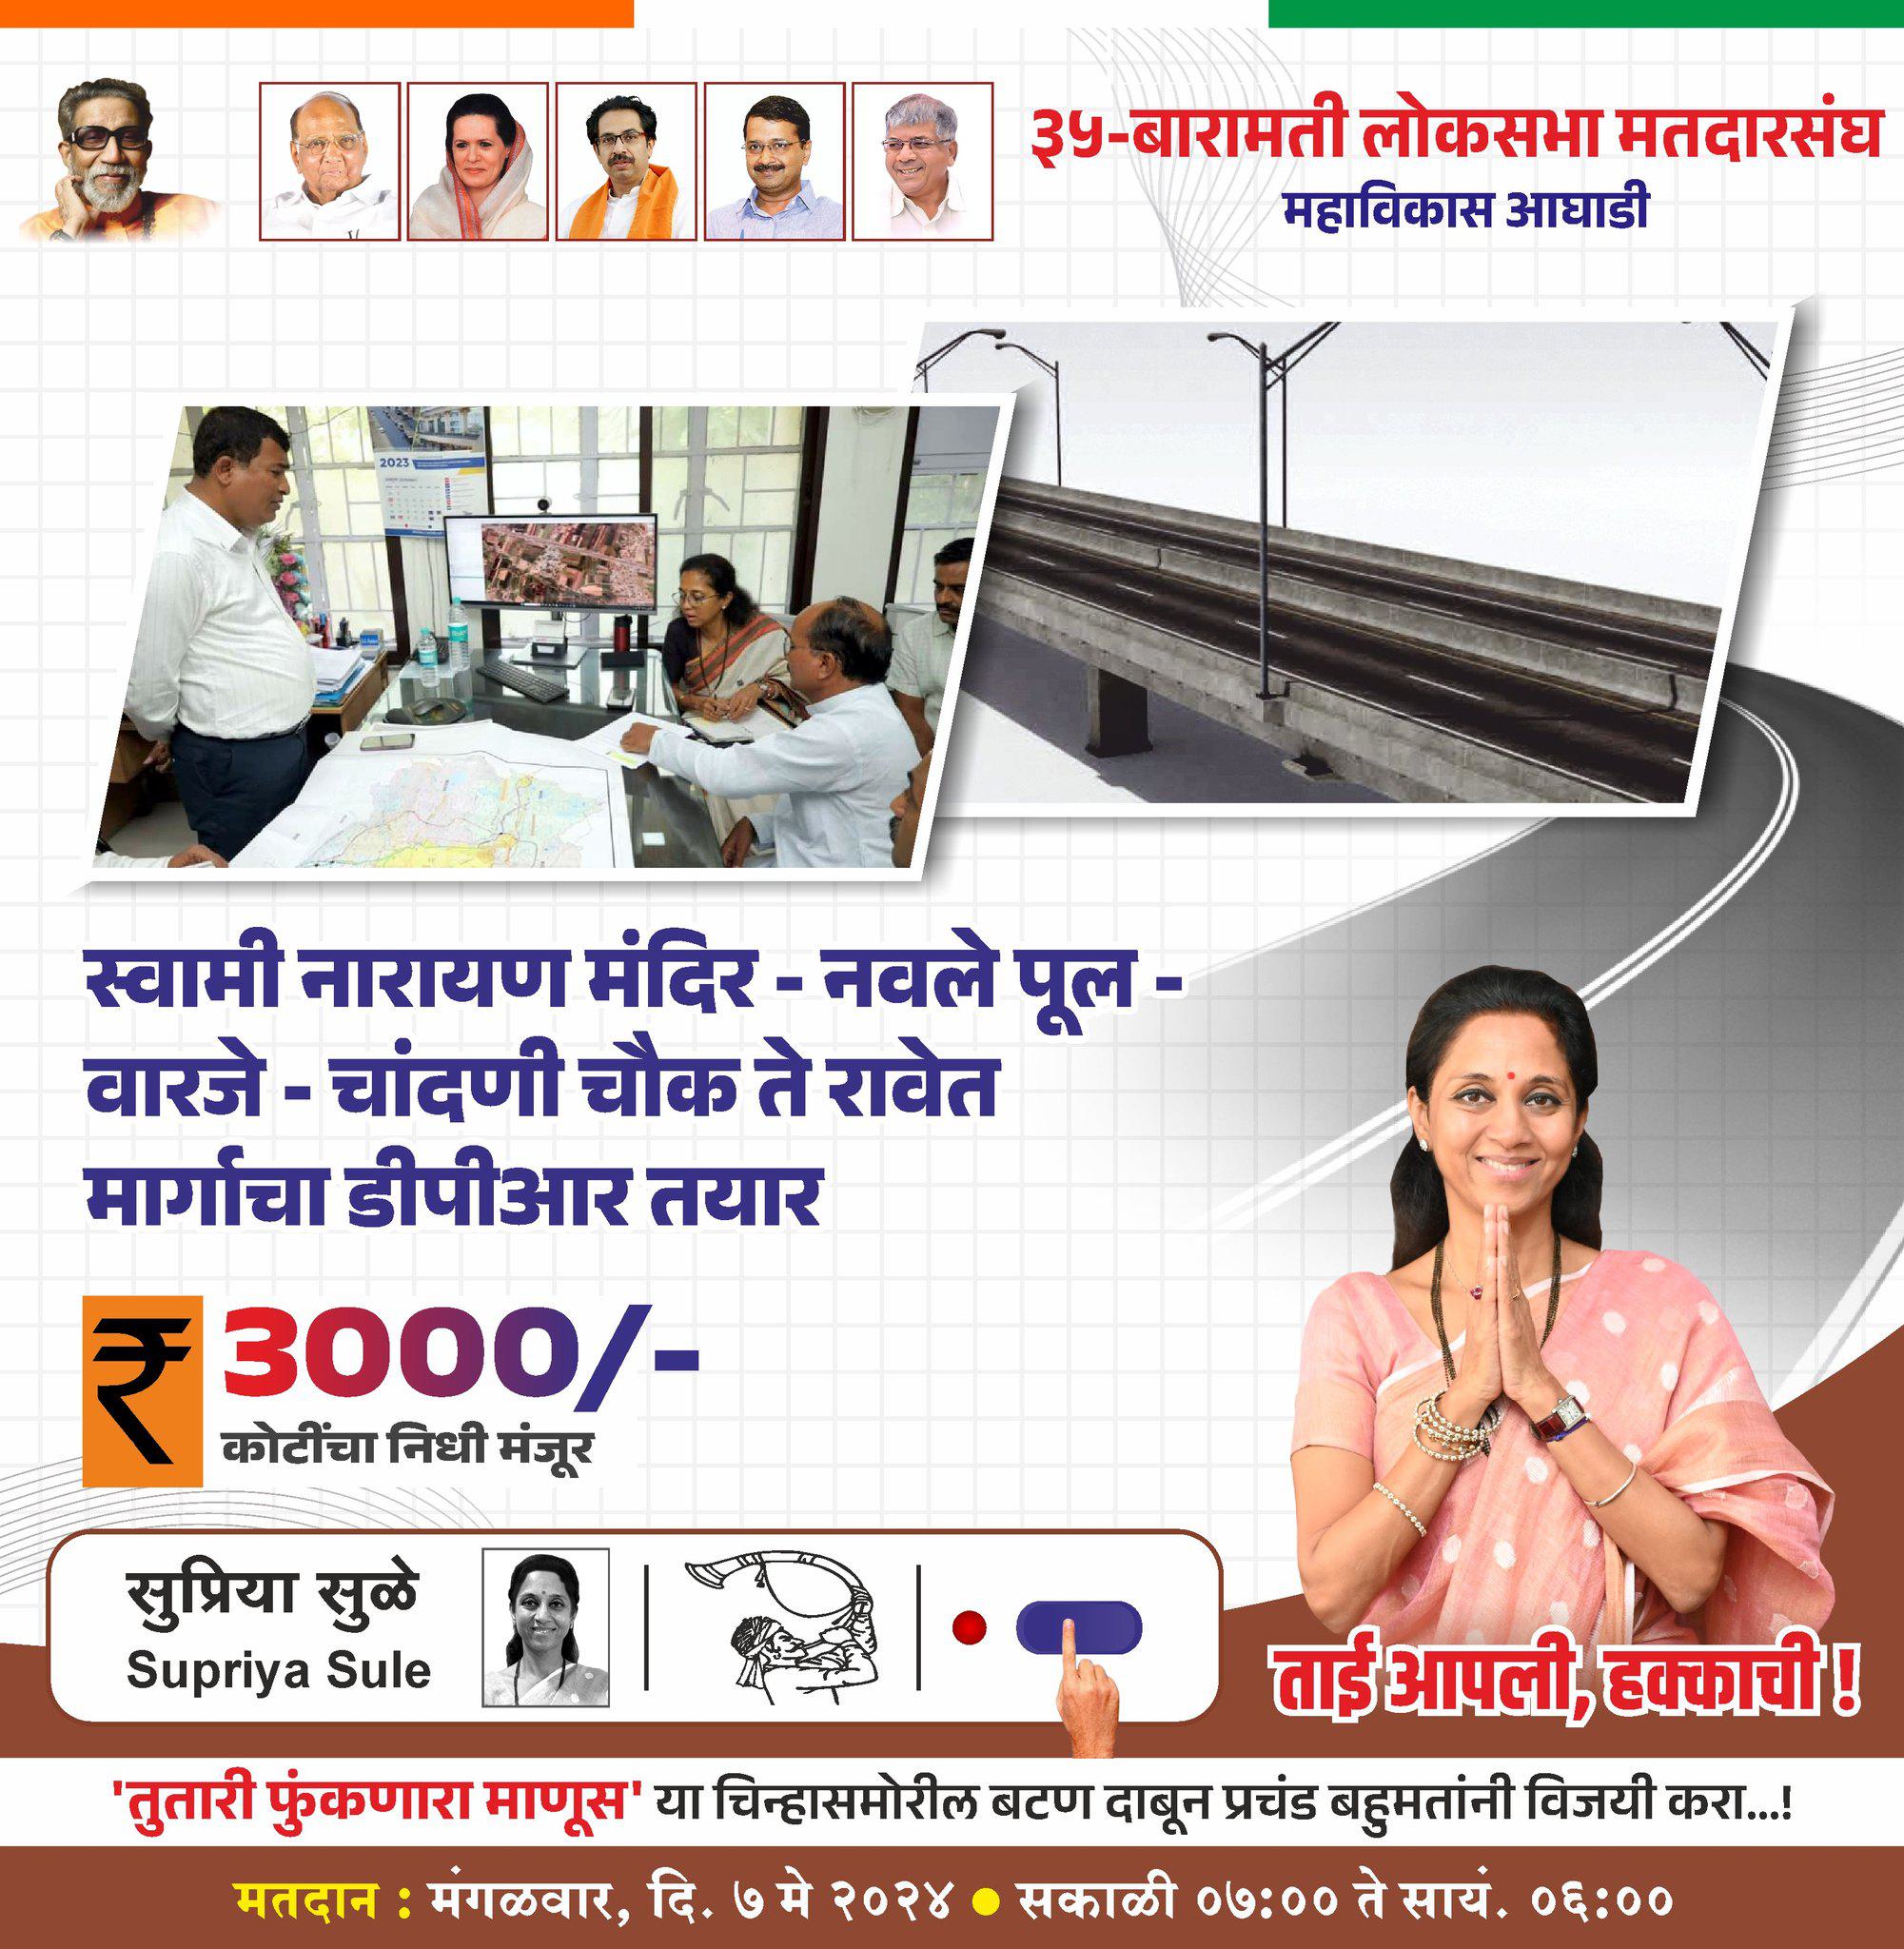 ३५-बारामती लोकसभा मतदारसंघ
महाविकास आघाडी
2023
स्वामी नारायण मंदिर - नवले पूल -
वारजे - चांदणी चौक ते रावेत
मार्गाचा डीपीआर तयार
₹ 3000/-
कोटींचा निधी मंजूर
सुप्रिया सुळे
Supriya Sule
ताई आपली, हक्काची !
'तुतारी फुंकणारा माणूस' या चिन्हासमोरील बटण दाबून प्रचंड बहुमतांनी विजयी करा...!
मतदान : मंगळवार, दि. ७ मे २०२४ ● सकाळी ०७:०० ते सायं. ०६:००